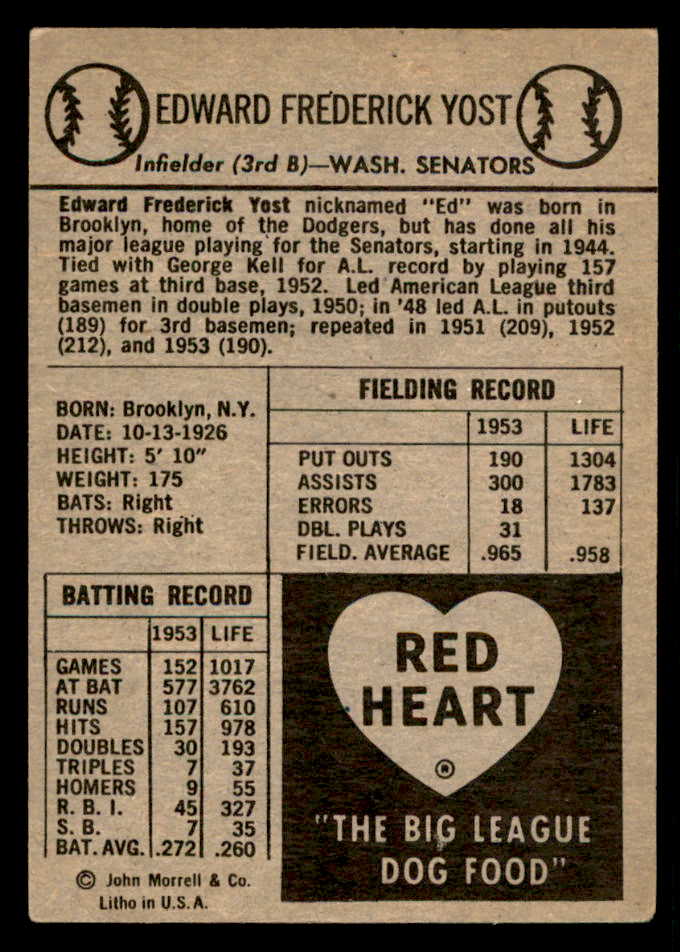 EDWARD FREDERICK YOST
Infielder (3rd B)—WASH. SENATORS
Edward Frederick Yost nicknamed "Ed" was born in
Brooklyn, home of the Dodgers, but has done all his
major league playing for the Senators, starting in 1944.
Tied with George Kell for A.L. record by playing 157
games at third base, 1952. Led American League third
basemen in double plays, 1950; in '48 led A.L. in putouts
(189) for 3rd basemen; repeated in 1951 (209), 1952
(212), and 1953 (190).
BORN: Brooklyn, N.Y.
DATE: 10-13-1926
HEIGHT: 5' 10"
WEIGHT: 175
BATS: Right
THROWS: Right
FIELDING RECORD
1953 LIFE
PUT OUTS 190 1304
ASSISTS 300 1783
ERRORS 18 137
DBL. PLAYS 31
FIELD. AVERAGE .965 .958
BATTING RECORD
1953 LIFE
GAMES 152 1017
AT BAT 577 3762
RUNS 107 610
HITS 157 978
DOUBLES 30 193
TRIPLES 7 37
HOMERS 9 55
R. B. I. 45 327
S. B. 7 35
BAT. AVG. .272 .260
© John Morrell & Co.
Litho in U.S.A.
RED
HEART
®
"THE BIG LEAGUE
DOG FOOD"